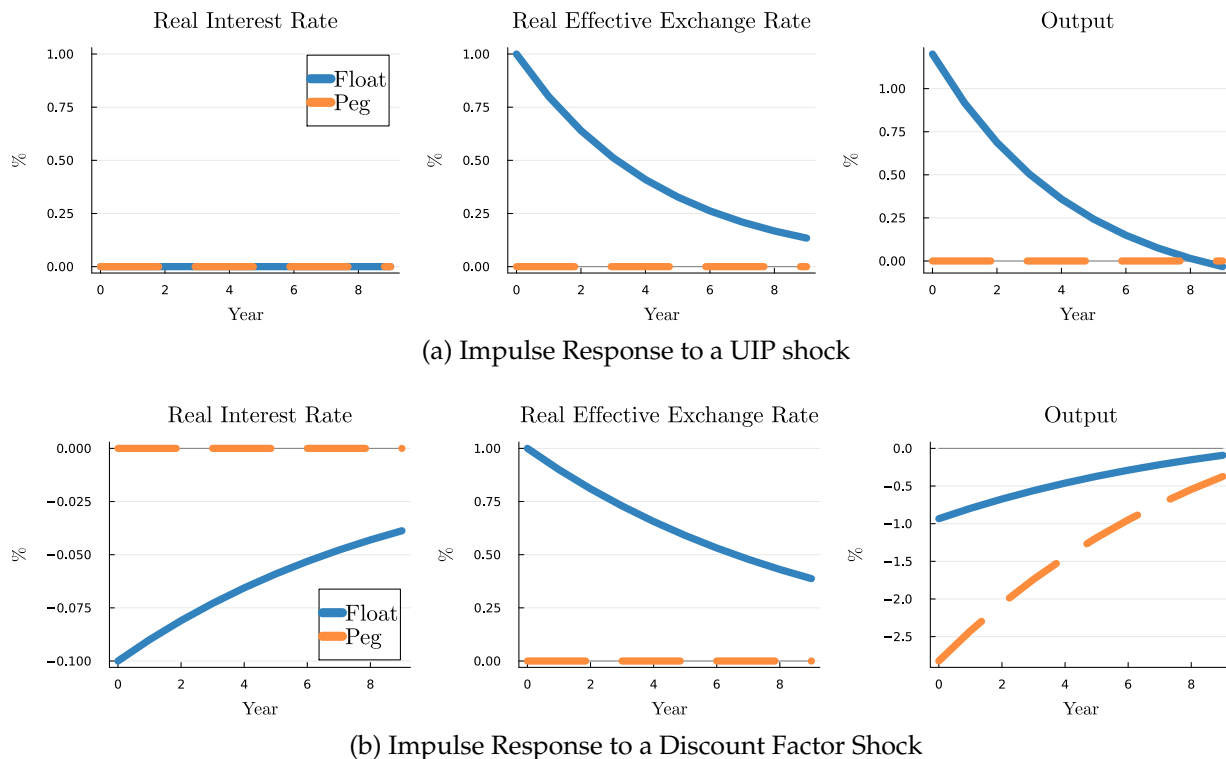 Real Interest Rate
Real Effective Exchange Rate
Output
1.00
0.75
0.50
0.25
0.00
%
0 2 4 6 8
Year
Float
Peg
1.00
0.75
0.50
0.25
0.00
%
0 2 4 6 8
Year
1.00
0.75
0.50
0.25
0.00
%
0 2 4 6 8
Year
(a) Impulse Response to a UIP shock
Real Interest Rate
Real Effective Exchange Rate
Output
0.000
−0.025
−0.050
−0.075
−0.100
%
0 2 4 6 8
Year
Float
Peg
1.00
0.75
0.50
0.25
0.00
%
0 2 4 6 8
Year
0.0
−0.5
−1.0
−1.5
−2.0
−2.5
%
0 2 4 6 8
Year
(b) Impulse Response to a Discount Factor Shock